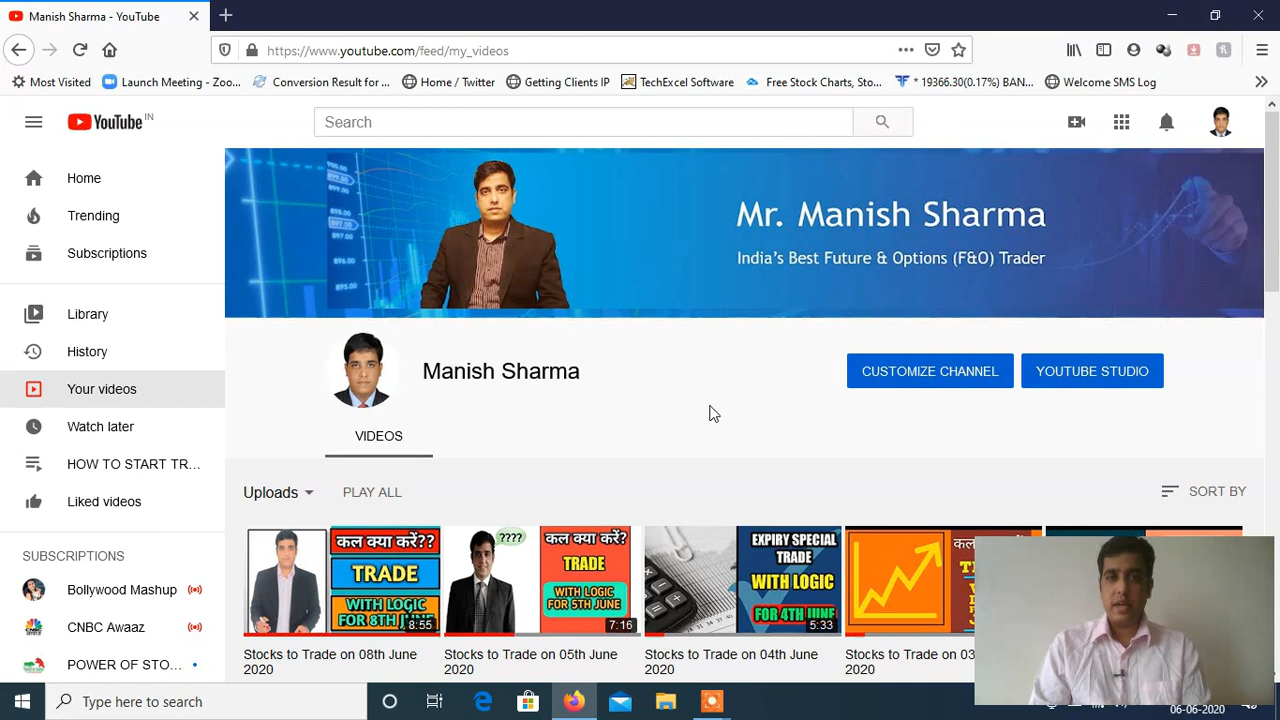 Manish Sharma - YouTube
https://www.youtube.com/feed/my_videos
Most Visited
Launch Meeting - Zoo...
Conversion Result for ...
Home / Twitter
Getting Clients IP
TechExcel Software
Free Stock Charts, Sto...
* 19366.30(0.17%) BAN...
Welcome SMS Log
YouTube IN
Search
Home
Trending
Subscriptions
Library
History
Your videos
Watch later
HOW TO START TR...
Liked videos
SUBSCRIPTIONS
Bollywood Mashup
CNBC Awaaz
POWER OF STO...
Mr. Manish Sharma
India's Best Future & Options (F&O) Trader
Manish Sharma
CUSTOMIZE CHANNEL
YOUTUBE STUDIO
VIDEOS
Uploads
PLAY ALL
SORT BY
कल क्या करें??
TRADE
WITH LOGIC
FOR 8TH JUNE
8:55
Stocks to Trade on 08th June
2020
????
कल क्या करें?
TRADE
WITH LOGIC
FOR 5TH JUNE
7:16
Stocks to Trade on 05th June
2020
EXPIRY SPECIAL
TRADE
WITH LOGIC
FOR 4TH JUNE
5:33
Stocks to Trade on 04th June
2020
Stocks to Trade on 03
2020
Type here to search
06-06-2020